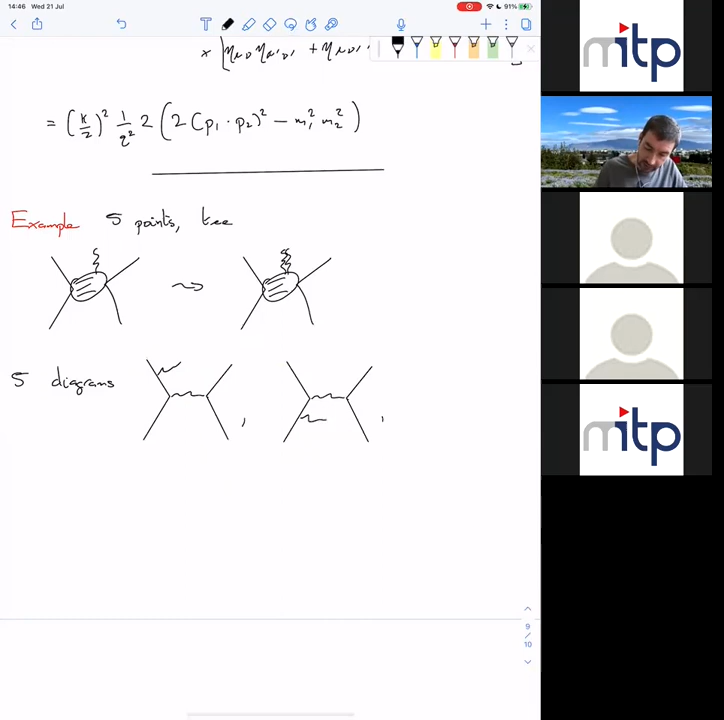 14:46 Wed 21 Jul
91%
= (κ/2)² 1/q² 2 (2 (p₁ · p₂)² − m₁² m₂²)
Example 5 points, tree
5 diagrams , ,
9 / 10
mitp
mitp